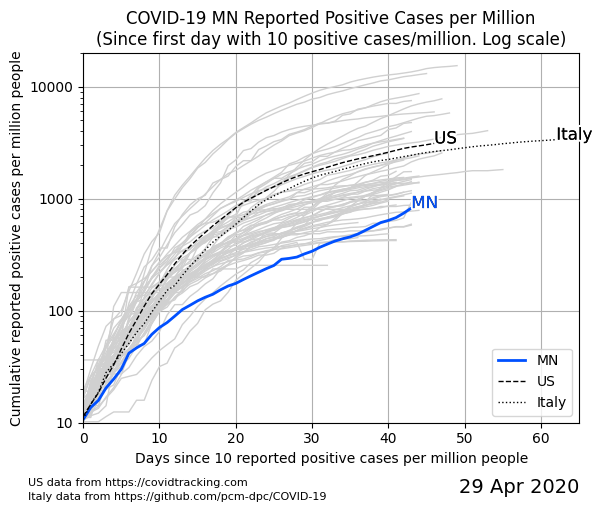 COVID-19 MN Reported Positive Cases per Million
(Since first day with 10 positive cases/million. Log scale)
Cumulative reported positive cases per million people
10000
1000
100
10
US
Italy
MN
MN
US
Italy
0
10
20
30
40
50
60
Days since 10 reported positive cases per million people
US data from https://covidtracking.com
Italy data from https://github.com/pcm-dpc/COVID-19
29 Apr 2020